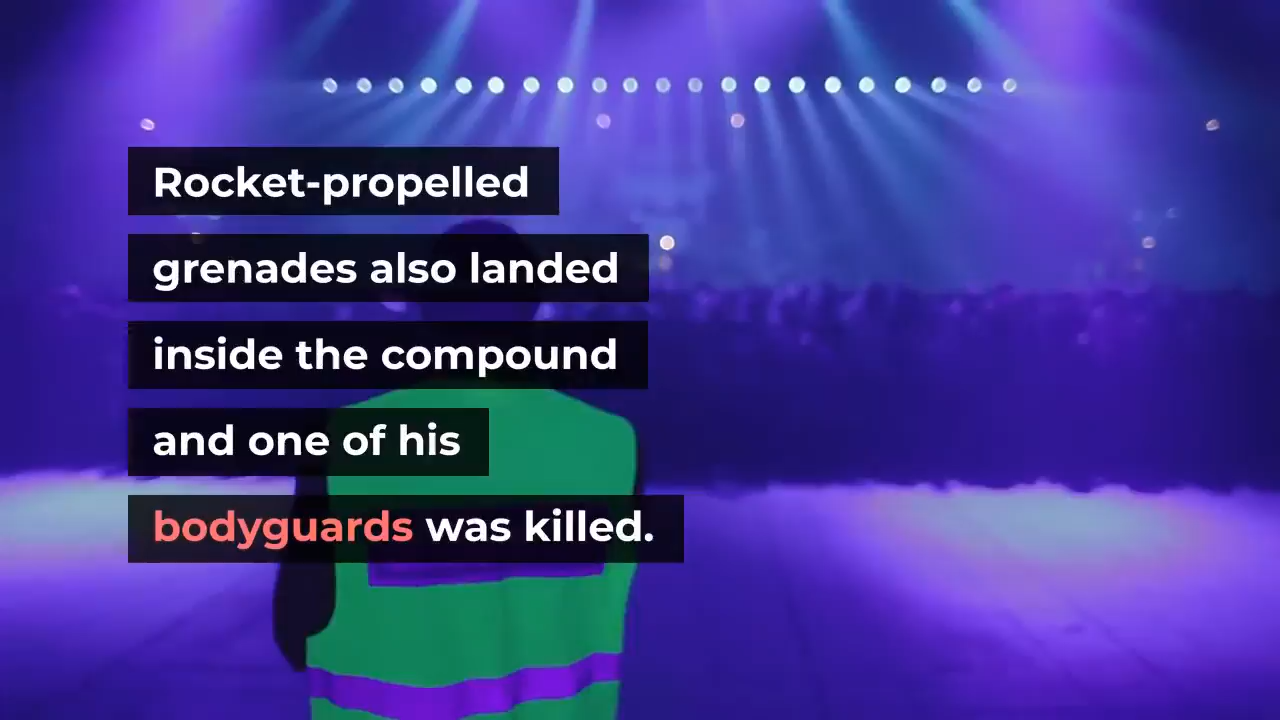 Rocket-propelled
grenades also landed
inside the compound
and one of his
bodyguards was killed.